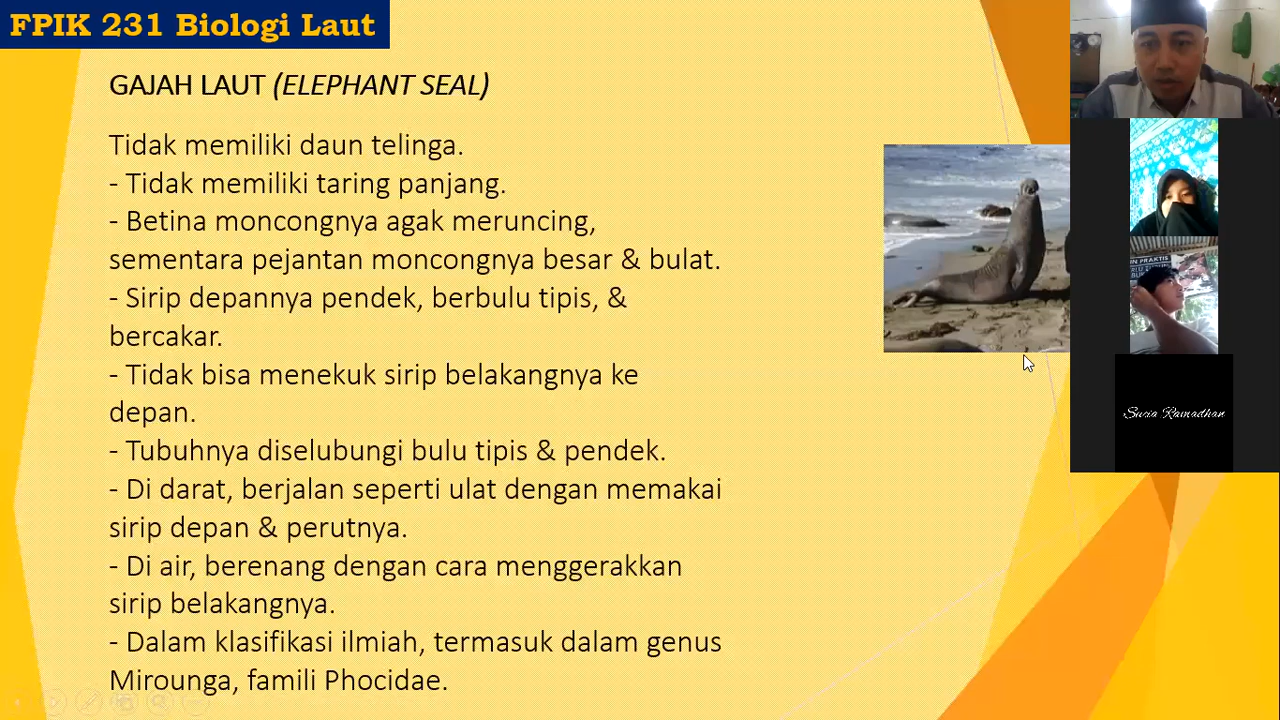 FPIK 231 Biologi Laut
GAJAH LAUT (ELEPHANT SEAL)
Tidak memiliki daun telinga.
- Tidak memiliki taring panjang.
- Betina moncongnya agak meruncing,
sementara pejantan moncongnya besar & bulat.
- Sirip depannya pendek, berbulu tipis, &
bercakar.
- Tidak bisa menekuk sirip belakangnya ke
depan.
- Tubuhnya diselubungi bulu tipis & pendek.
- Di darat, berjalan seperti ulat dengan memakai
sirip depan & perutnya.
- Di air, berenang dengan cara menggerakkan
sirip belakangnya.
- Dalam klasifikasi ilmiah, termasuk dalam genus
Mirounga, famili Phocidae.
PRAKTIS
Sucia Ramadhan